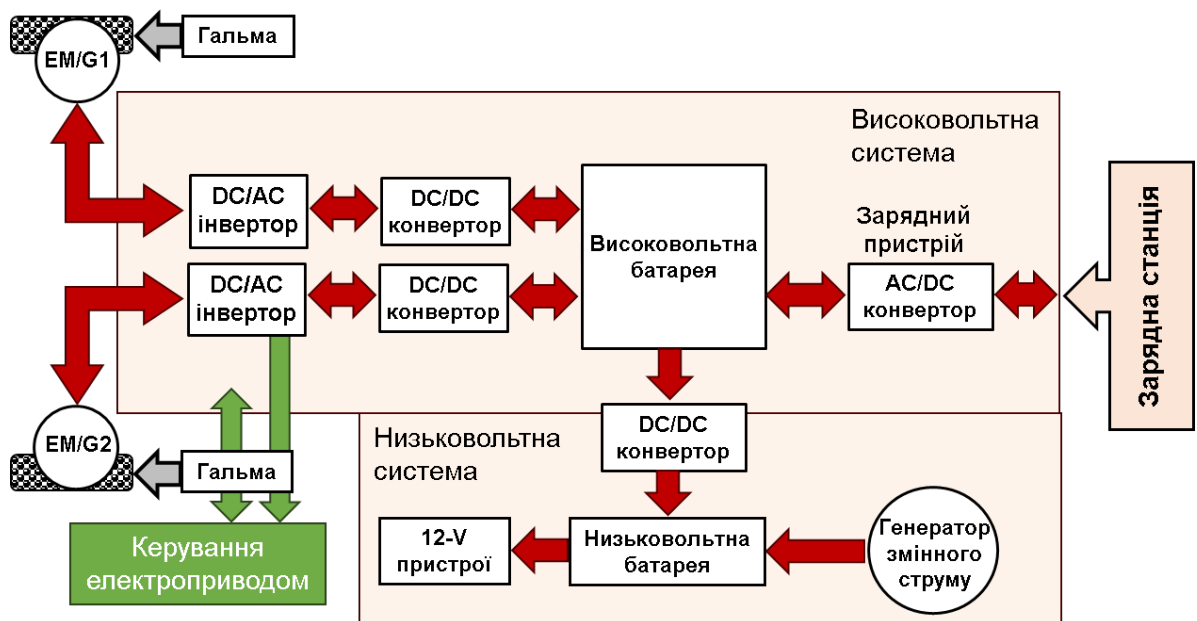 EM/G1
Гальма
Високовольтна
система
DC/AC
інвертор
DC/DC
конвертор
Високовольтна
батарея
Зарядний
пристрій
AC/DC
конвертор
Зарядна станція
DC/AC
інвертор
DC/DC
конвертор
EM/G2
Гальма
Керування
електроприводом
Низьковольтна
система
DC/DC
конвертор
12-V
пристрої
Низьковольтна
батарея
Генератор
змінного
струму